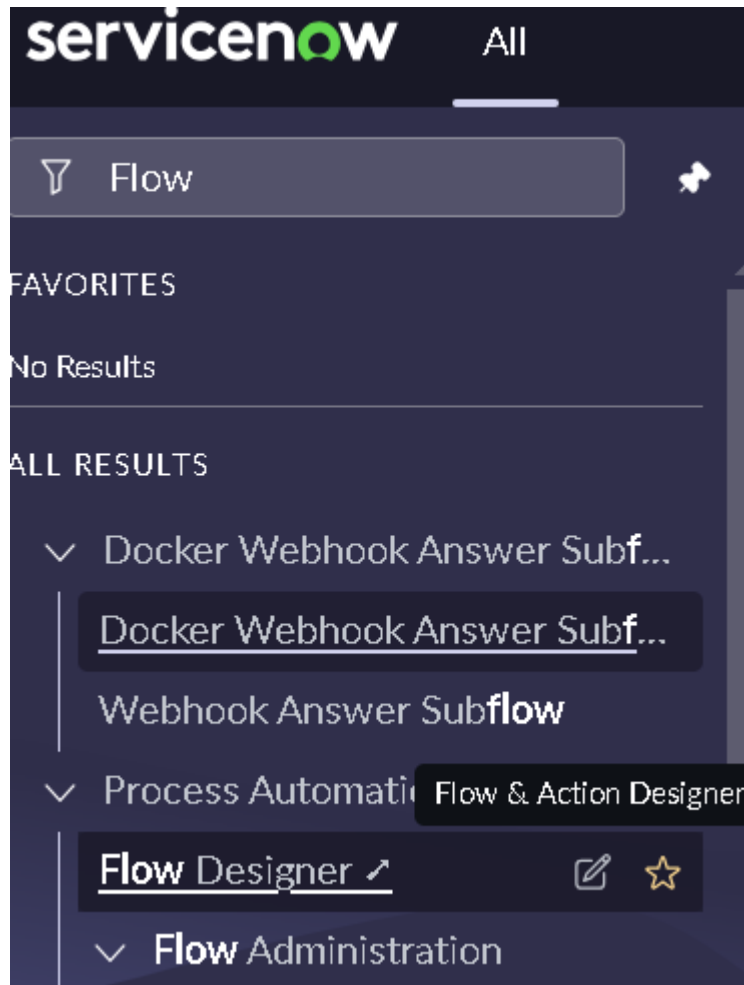 servicenow All
Flow
FAVORITES
No Results
ALL RESULTS
Docker Webhook Answer Subf...
Docker Webhook Answer Subf...
Webhook Answer Subflow
Process Automati
Flow & Action Designer
Flow Designer
Flow Administration